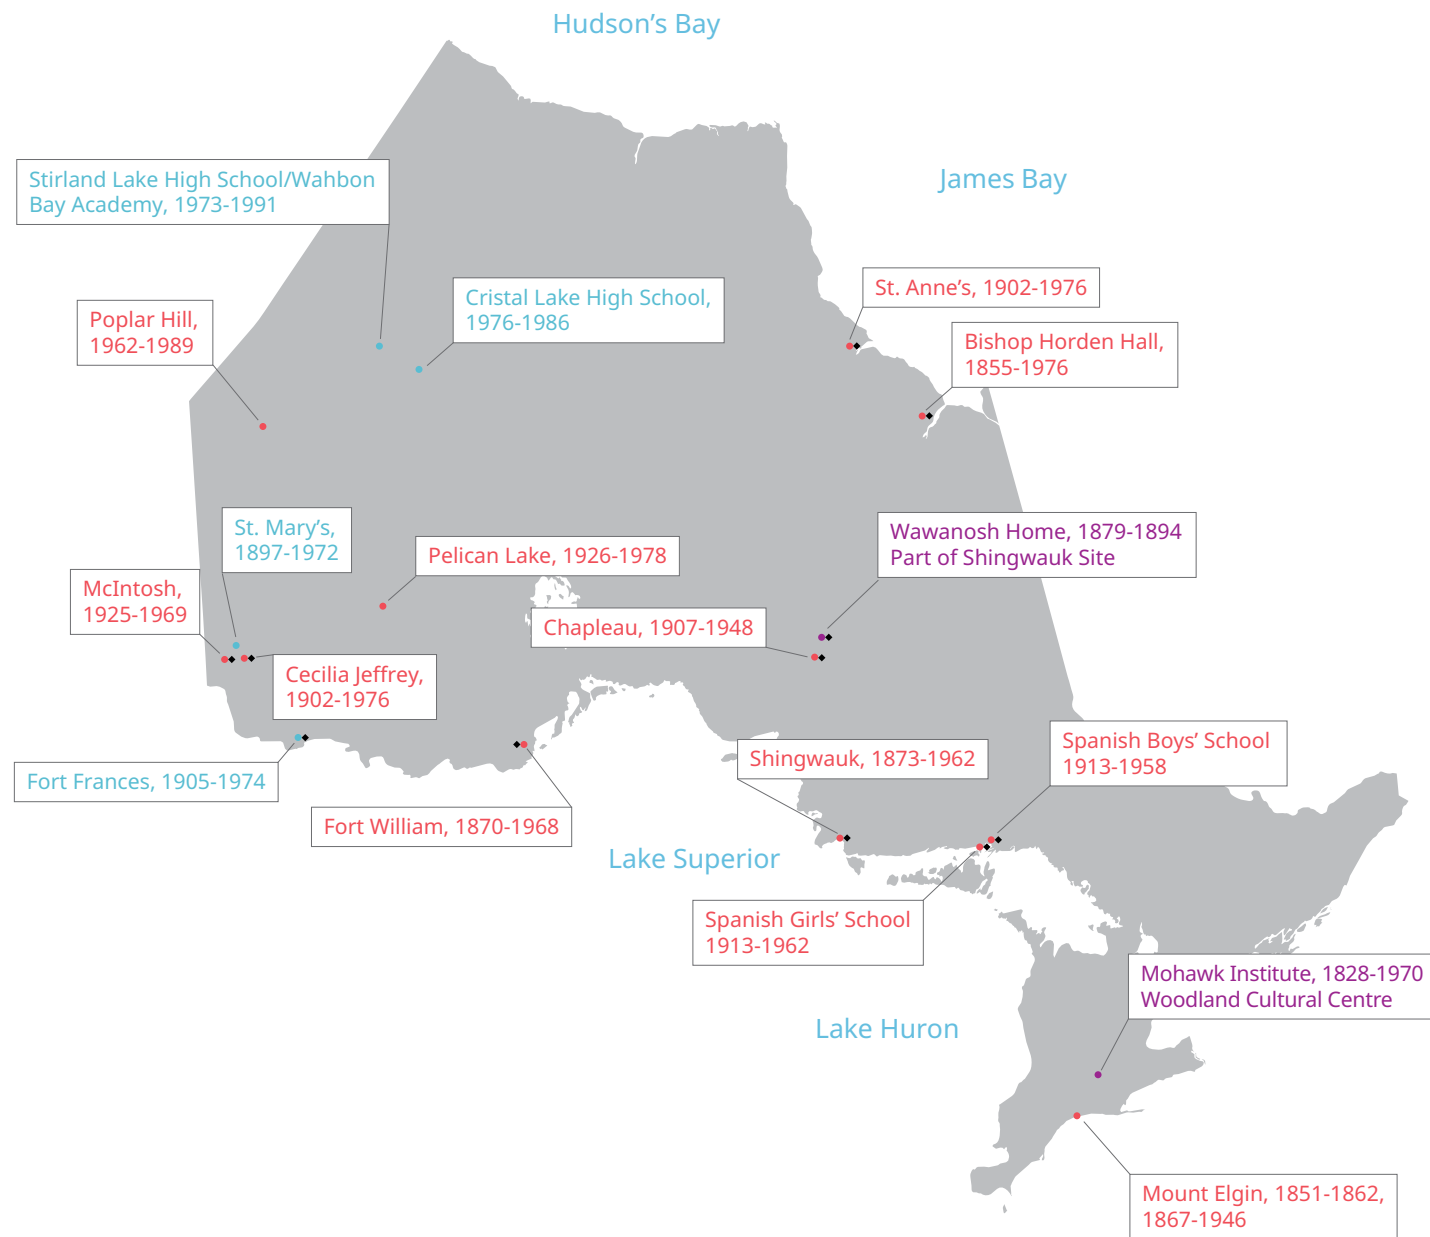 Hudson’s Bay
Stirland Lake High School/Wahbon
Bay Academy, 1973-1991
James Bay
Cristal Lake High School,
1976-1986
St. Anne’s, 1902-1976
Poplar Hill,
1962-1989
Bishop Horden Hall,
1855-1976
St. Mary’s,
1897-1972
Pelican Lake, 1926-1978
Wawanosh Home, 1879-1894
Part of Shingwauk Site
McIntosh,
1925-1969
Chapleau, 1907-1948
Cecilia Jeffrey,
1902-1976
Fort Frances, 1905-1974
Shingwauk, 1873-1962
Spanish Boys’ School
1913-1958
Fort William, 1870-1968
Lake Superior
Spanish Girls’ School
1913-1962
Mohawk Institute, 1828-1970
Woodland Cultural Centre
Lake Huron
Mount Elgin, 1851-1862,
1867-1946